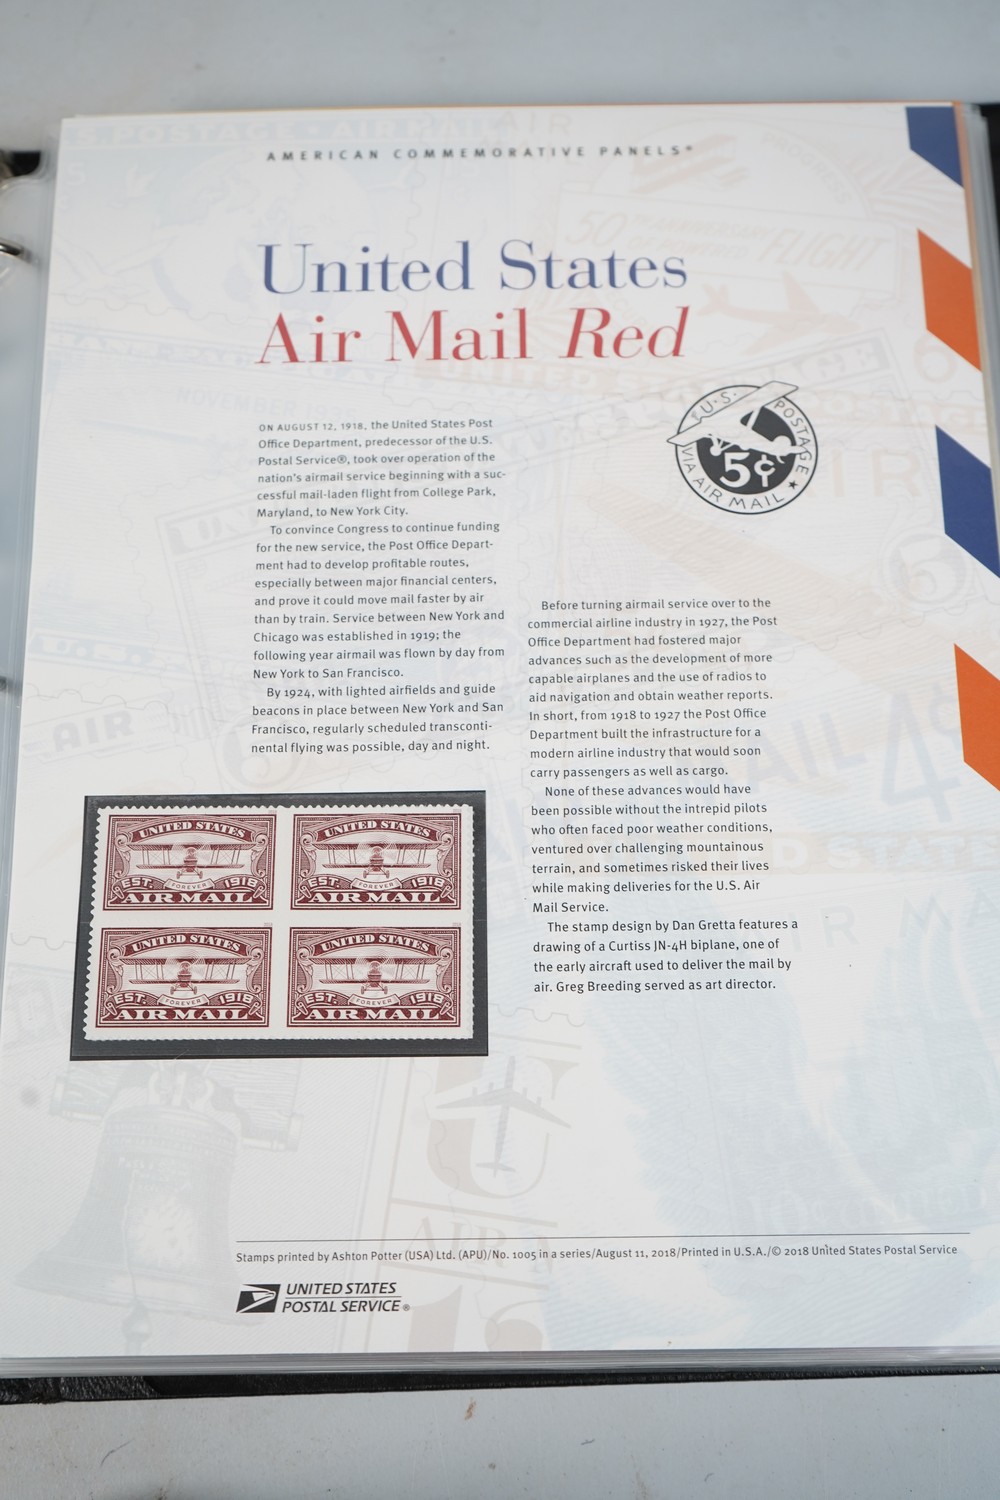 AMERICAN COMMEMORATIVE PANELS®
United States
Air Mail Red
ON AUGUST 12, 1918, the United States Post
Office Department, predecessor of the U.S.
Postal Service®, took over operation of the
nation's airmail service beginning with a suc-
cessful mail-laden flight from College Park,
Maryland, to New York City.
To convince Congress to continue funding
for the new service, the Post Office Depart-
ment had to develop profitable routes,
especially between major financial centers,
and prove it could move mail faster by air
than by train. Service between New York and
Chicago was established in 1919; the
following year airmail was flown by day from
New York to San Francisco.
By 1924, with lighted airfields and guide
beacons in place between New York and San
Francisco, regularly scheduled transconti-
nental flying was possible, day and night.
U.S. POSTAGE
5¢
VIA AIR MAIL
Before turning airmail service over to the
commercial airline industry in 1927, the Post
Office Department had fostered major
advances such as the development of more
capable airplanes and the use of radios to
aid navigation and obtain weather reports.
In short, from 1918 to 1927 the Post Office
Department built the infrastructure for a
modern airline industry that would soon
carry passengers as well as cargo.
None of these advances would have
been possible without the intrepid pilots
who often faced poor weather conditions,
ventured over challenging mountainous
terrain, and sometimes risked their lives
while making deliveries for the U.S. Air
Mail Service.
The stamp design by Dan Gretta features a
drawing of a Curtiss JN-4H biplane, one of
the early aircraft used to deliver the mail by
air. Greg Breeding served as art director.
UNITED STATES
EST. FOREVER 1918
AIR MAIL
UNITED STATES
EST. FOREVER 1918
AIR MAIL
UNITED STATES
EST. FOREVER 1918
AIR MAIL
UNITED STATES
EST. FOREVER 1918
AIR MAIL
Stamps printed by Ashton Potter (USA) Ltd. (APU)/No. 1005 in a series/August 11, 2018/Printed in U.S.A./© 2018 United States Postal Service
UNITED STATES
POSTAL SERVICE®